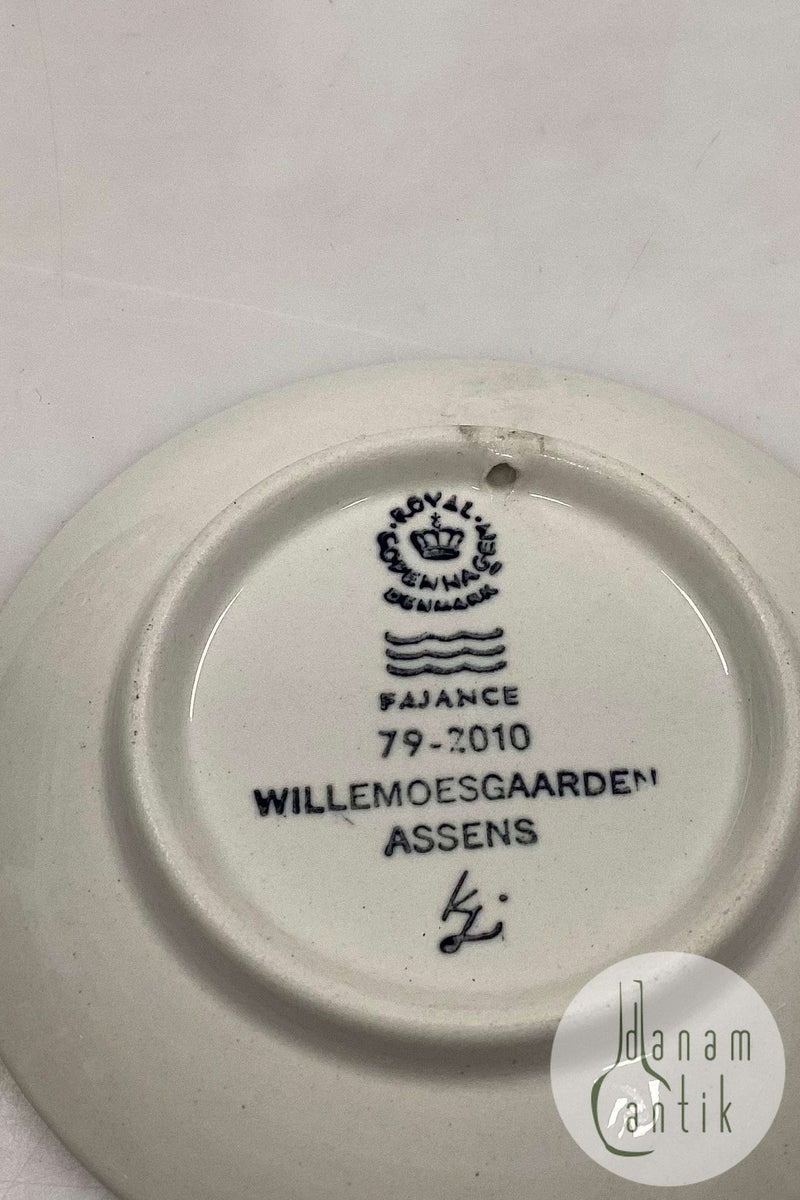 ROYAL COPENHAGEN
DENMARK
FAJANCE
79-2010
WILLEMOESGAARDEN
ASSENS
danam
antik